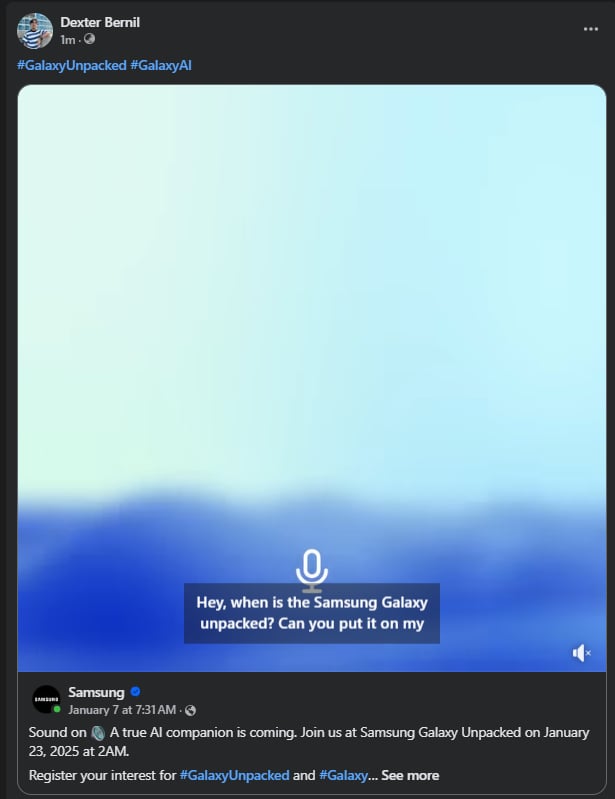 Dexter Bernil
1m ·
#GalaxyUnpacked #GalaxyAI
Hey, when is the Samsung Galaxy
unpacked? Can you put it on my
SAMSUNG
Samsung
January 7 at 7:31 AM ·
Sound on A true AI companion is coming. Join us at Samsung Galaxy Unpacked on January
23, 2025 at 2AM.
Register your interest for #GalaxyUnpacked and #Galaxy... See more